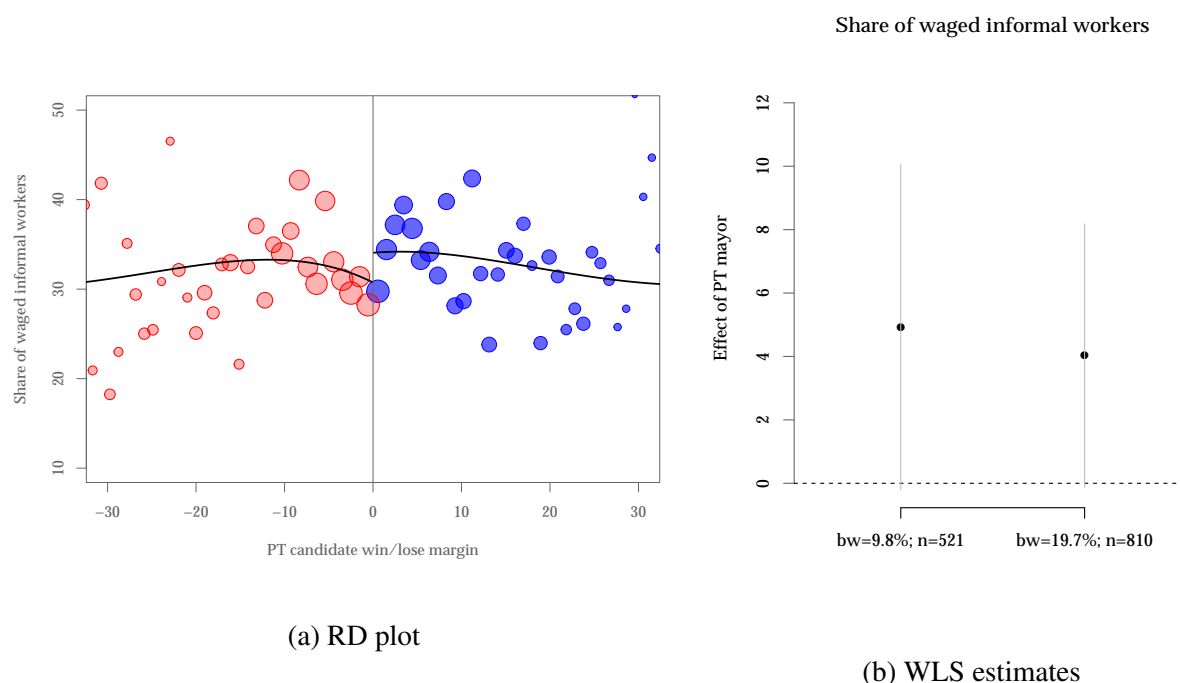 Share of waged informal workers
50
40
30
20
10
Share of waged informal workers
−30
−20
−10
0
10
20
30
PT candidate win/lose margin
(a) RD plot
12
10
8
6
4
2
0
Effect of PT mayor
bw=9.8%; n=521
bw=19.7%; n=810
(b) WLS estimates